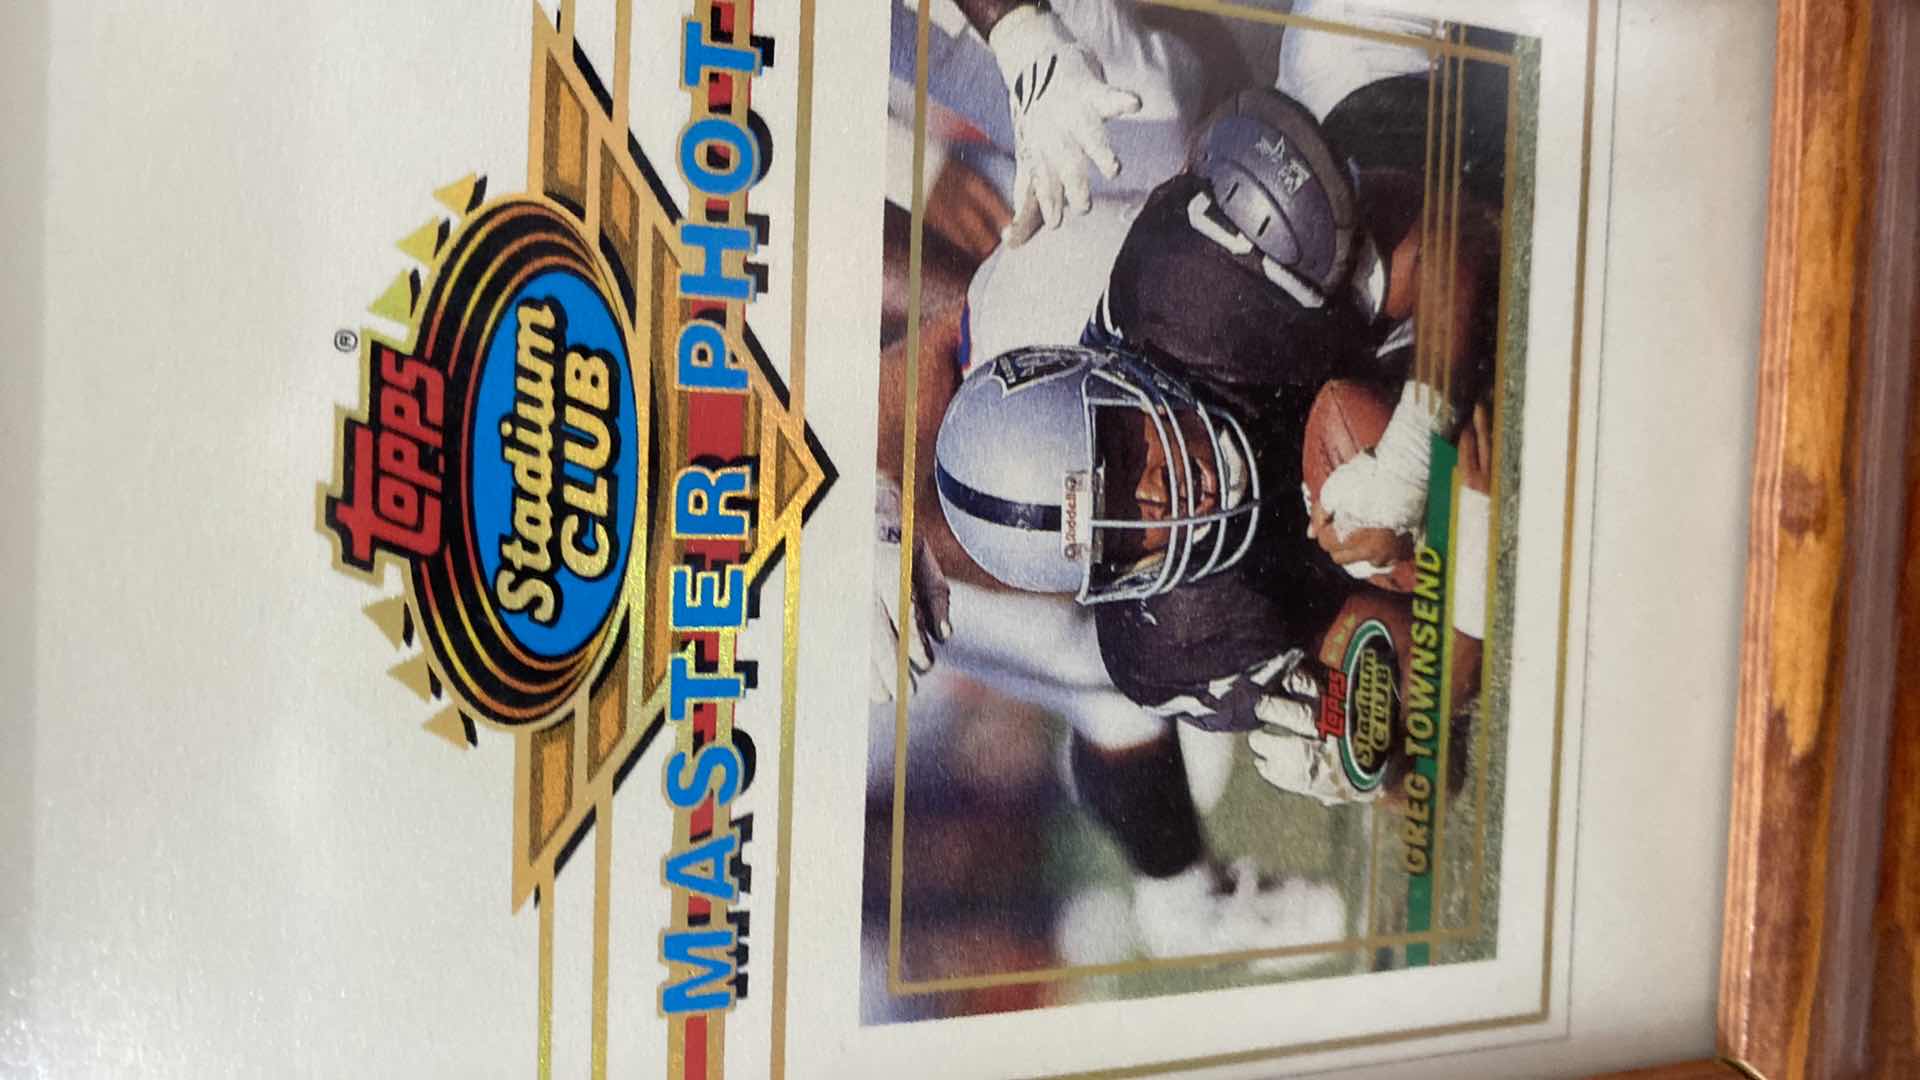 ®
Topps
Stadium
CLUB
MASTER PHOT
Riddell
Topps
Stadium
CLUB
GREG TOWNSEND